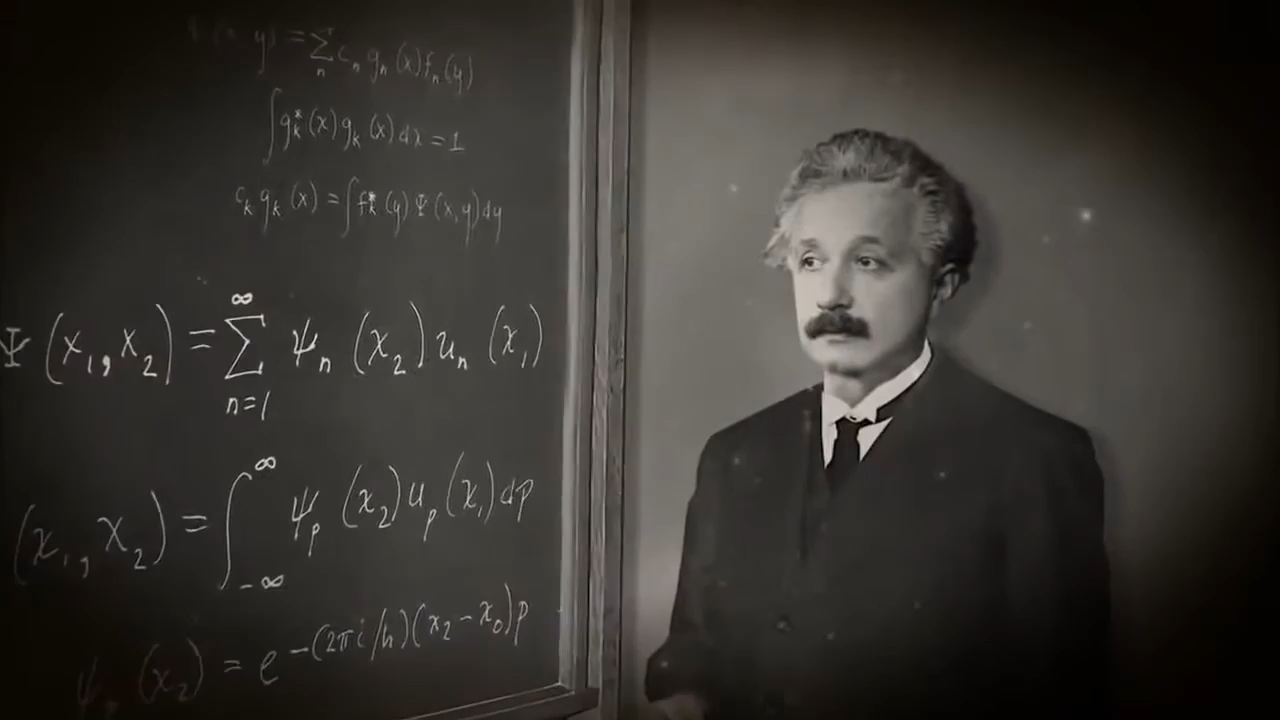 (x, y) = ∑ₙ cₙ gₙ(x) fₙ(y)
∫ gₖ*(x) gₖ(x) dx = 1
cₖ gₖ(x) = ∫ fₖ*(y) Ψ(x,y) dy
Ψ(x₁, x₂) = ∑_{n=1}^{∞} ψₙ(x₂) uₙ(x₁)
(x₁, x₂) = ∫_{-∞}^{∞} ψₚ(x₂) uₚ(x₁) dp
ψₚ(x₂) = e^{-(2πi/h)(x₂-x₀)p}